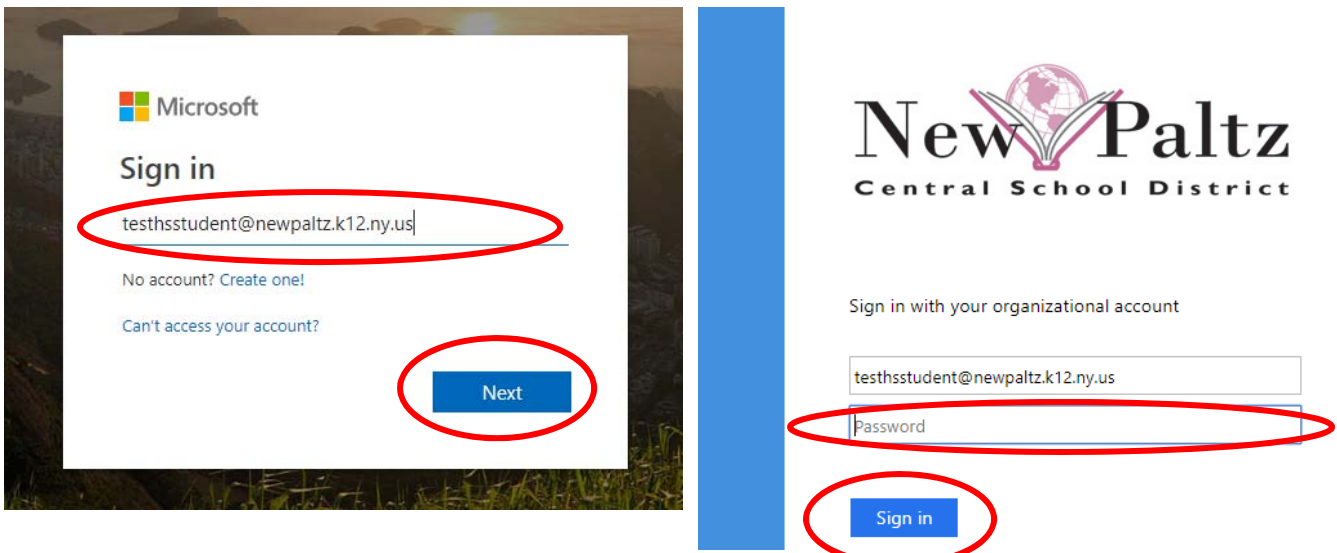 Microsoft
Sign in
testhsstudent@newpaltz.k12.ny.us
No account? Create one!
Can't access your account?
Next
New Paltz
Central School District
Sign in with your organizational account
testhsstudent@newpaltz.k12.ny.us
Password
Sign in